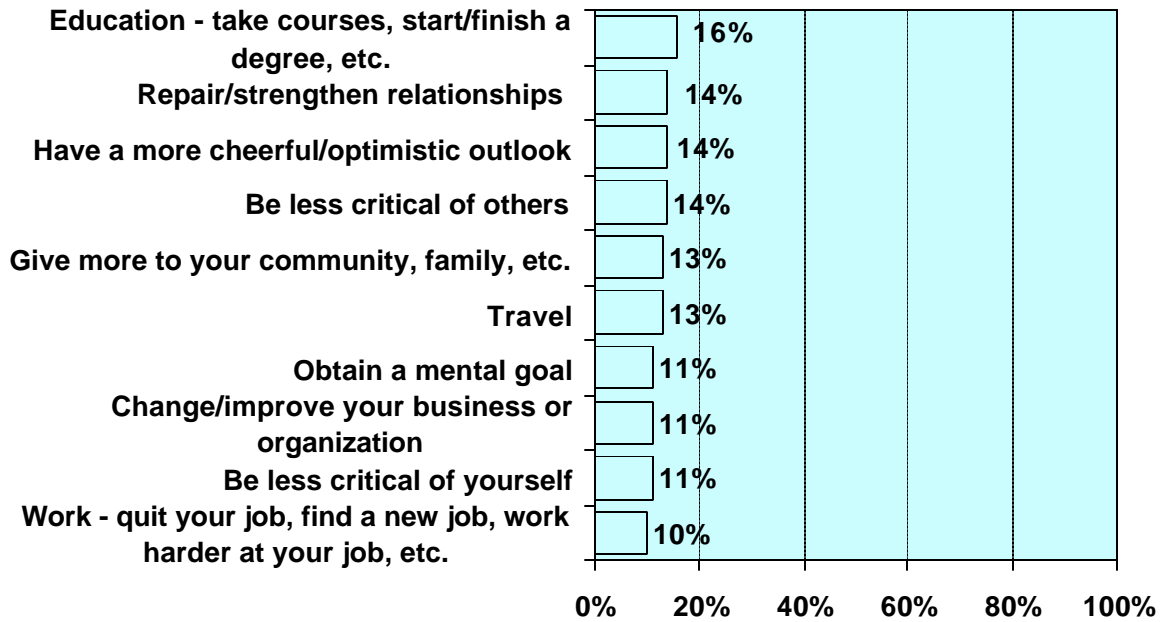 Education - take courses, start/finish a
degree, etc.
16%
Repair/strengthen relationships
14%
Have a more cheerful/optimistic outlook
14%
Be less critical of others
14%
Give more to your community, family, etc.
13%
Travel
13%
Obtain a mental goal
11%
Change/improve your business or
organization
11%
Be less critical of yourself
11%
Work - quit your job, find a new job, work
harder at your job, etc.
10%
0% 20% 40% 60% 80% 100%